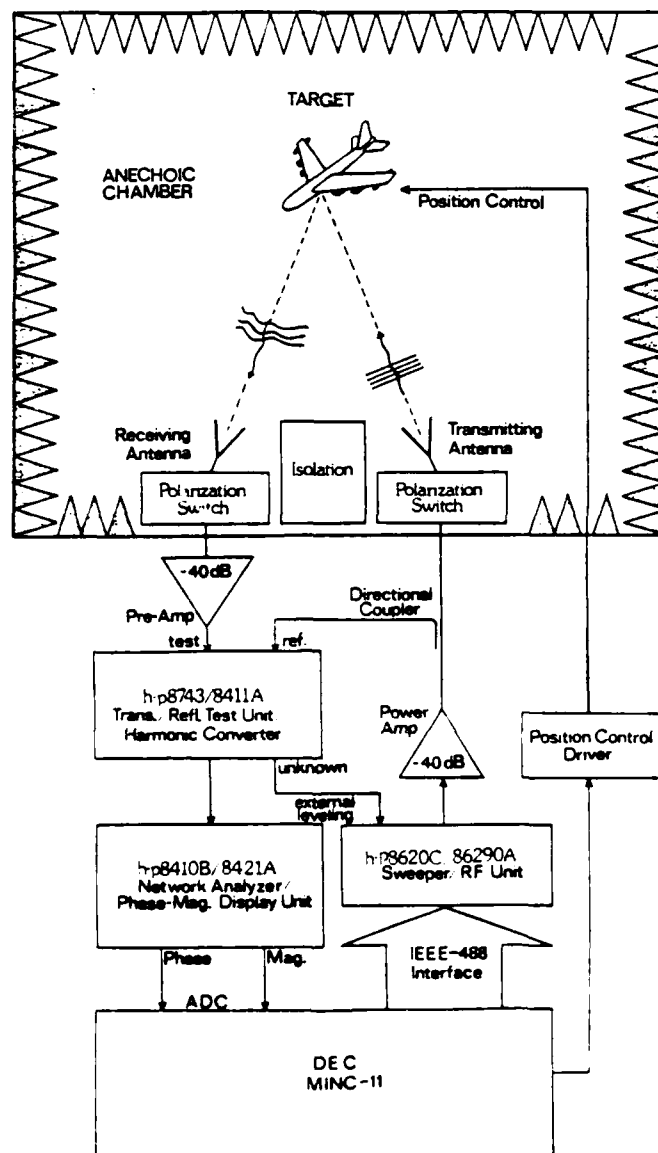 TARGET
ANECHOIC
CHAMBER
Position Control
Receiving
Antenna
Transmitting
Antenna
Isolation
Polarization
Switch
Polarization
Switch
-40dB
Pre-Amp
test
ref.
Directional
Coupler
h-p8743/8411A
Trans./Refl. Test Unit
Harmonic Converter
Power
Amp
-40dB
Position Control
Driver
unknown
external
leveling
h-p8410B/8421A
Network Analyzer/
Phase-Mag. Display Unit
h-p8620C/86290A
Sweeper/RF Unit
Phase
Mag.
IEEE-488
Interface
ADC
DEC
MINC-11